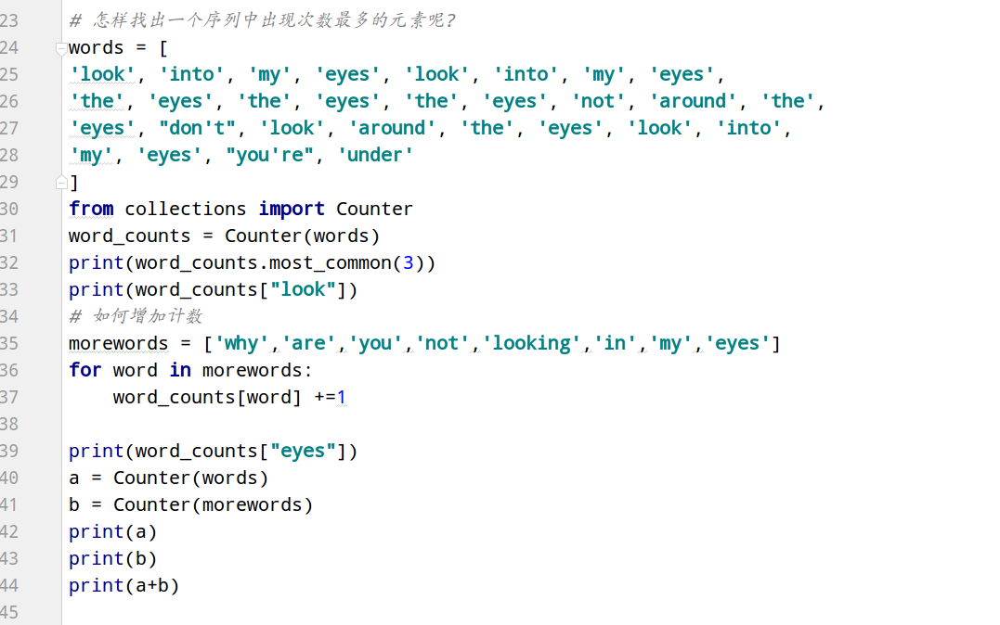 23 # 怎样找出一个序列中出现次数最多的元素呢?
24 words = [
25 'look', 'into', 'my', 'eyes', 'look', 'into', 'my', 'eyes',
26 'the', 'eyes', 'the', 'eyes', 'the', 'eyes', 'not', 'around', 'the',
27 'eyes', "don't", 'look', 'around', 'the', 'eyes', 'look', 'into',
28 'my', 'eyes', "you're", 'under'
29 ]
30 from collections import Counter
31 word_counts = Counter(words)
32 print(word_counts.most_common(3))
33 print(word_counts["look"])
34 # 如何增加计数
35 morewords = ['why','are','you','not','looking','in','my','eyes']
36 for word in morewords:
37     word_counts[word] +=1
38
39 print(word_counts["eyes"])
40 a = Counter(words)
41 b = Counter(morewords)
42 print(a)
43 print(b)
44 print(a+b)
45